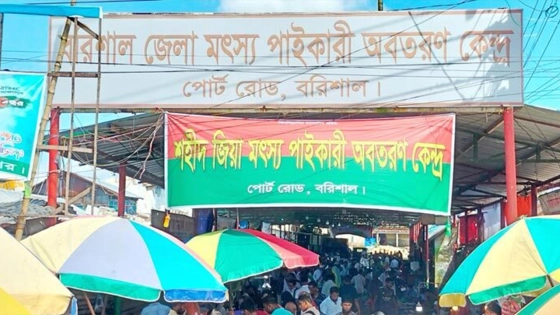 বরিশাল জেলা মৎস্য পাইকারী অবতরণ কেন্দ্র
পোর্ট রোড, বরিশাল।
শহীদ জিয়া মৎস্য পাইকারী অবতরণ কেন্দ্র
পোর্ট রোড, বরিশাল।